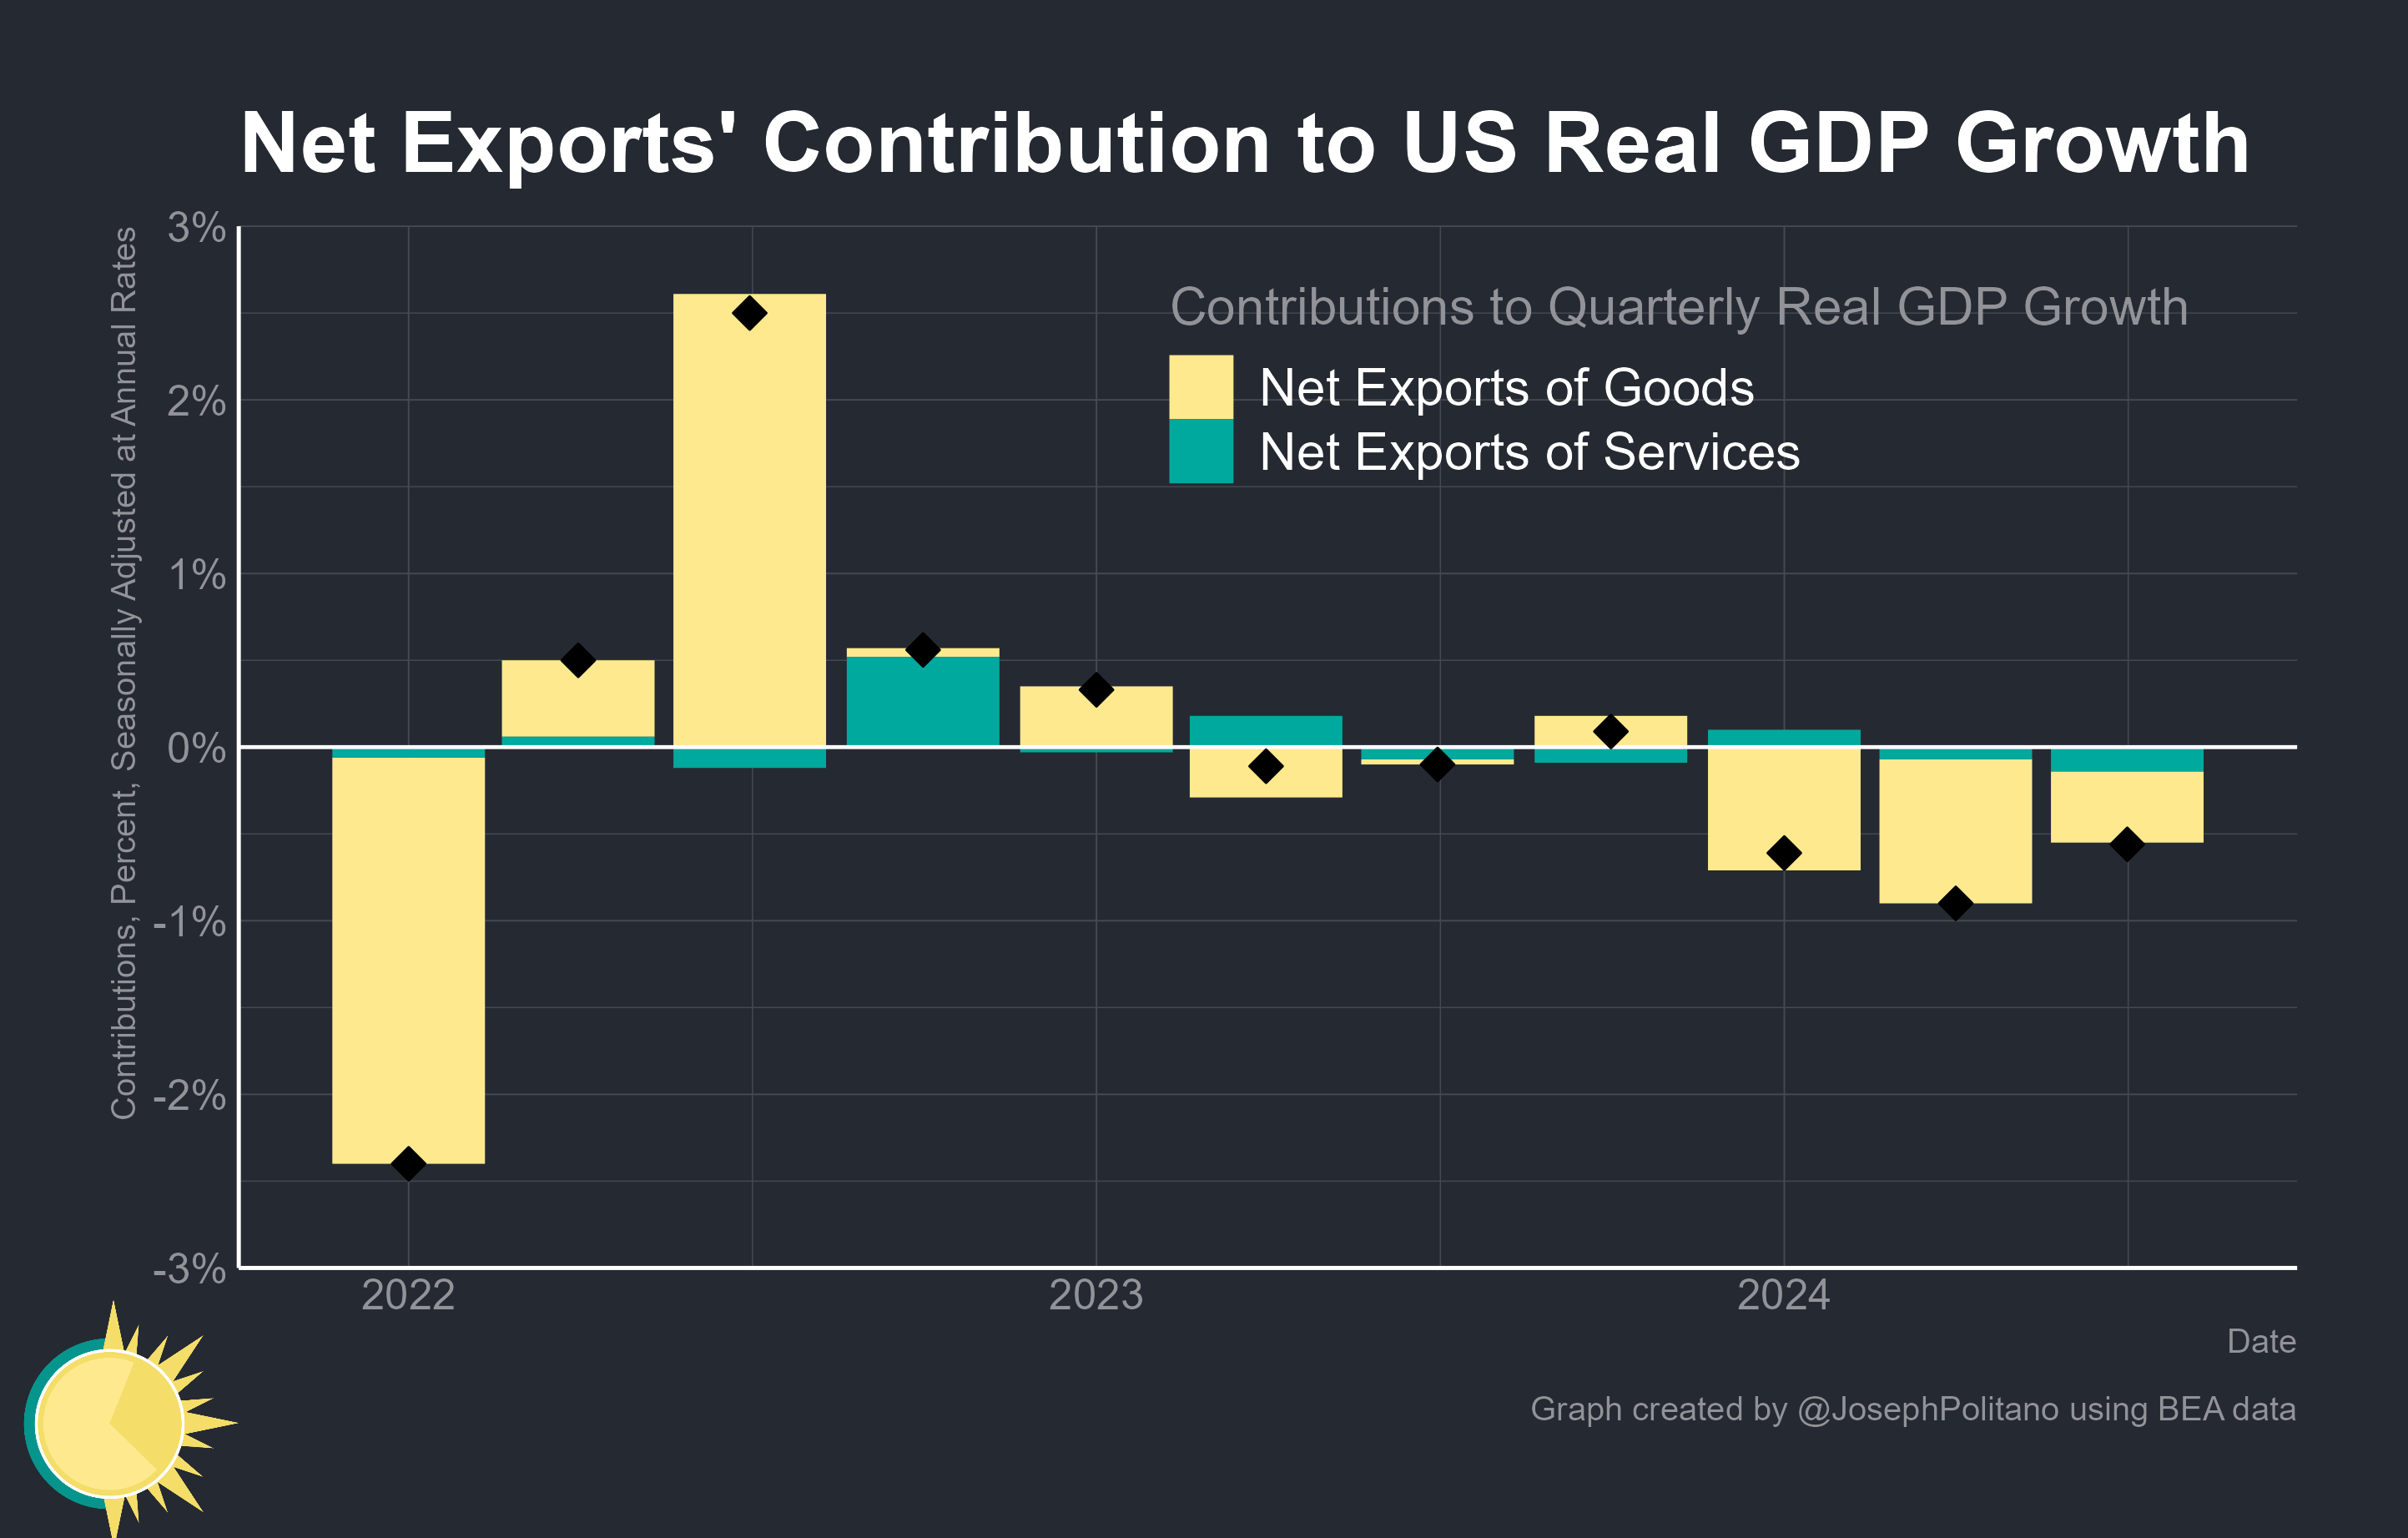 Net Exports' Contribution to US Real GDP Growth
Contributions, Percent, Seasonally Adjusted at Annual Rates
3%
2%
1%
0%
-1%
-2%
-3%
Contributions to Quarterly Real GDP Growth
Net Exports of Goods
Net Exports of Services
2022
2023
2024
Date
Graph created by @JosephPolitano using BEA data